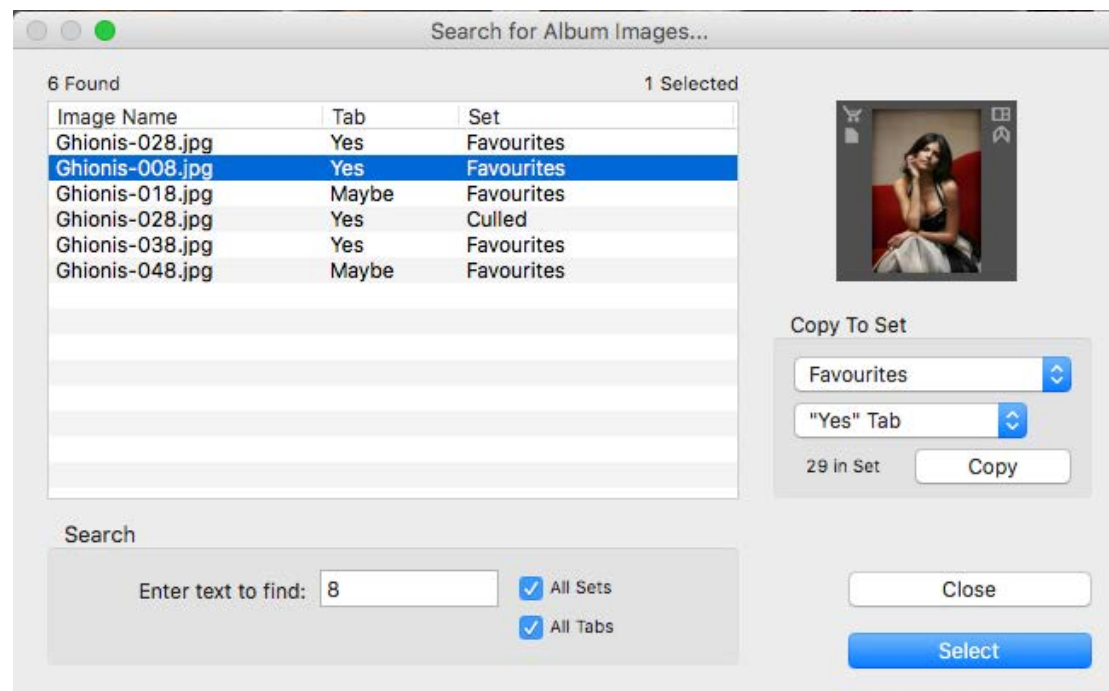 Search for Album Images...
6 Found 1 Selected
Image Name Tab Set
Ghionis-028.jpg Yes Favourites
Ghionis-008.jpg Yes Favourites
Ghionis-018.jpg Maybe Favourites
Ghionis-028.jpg Yes Culled
Ghionis-038.jpg Yes Favourites
Ghionis-048.jpg Maybe Favourites
Copy To Set
Favourites
"Yes" Tab
29 in Set Copy
Search
Enter text to find: 8 All Sets
All Tabs
Close
Select